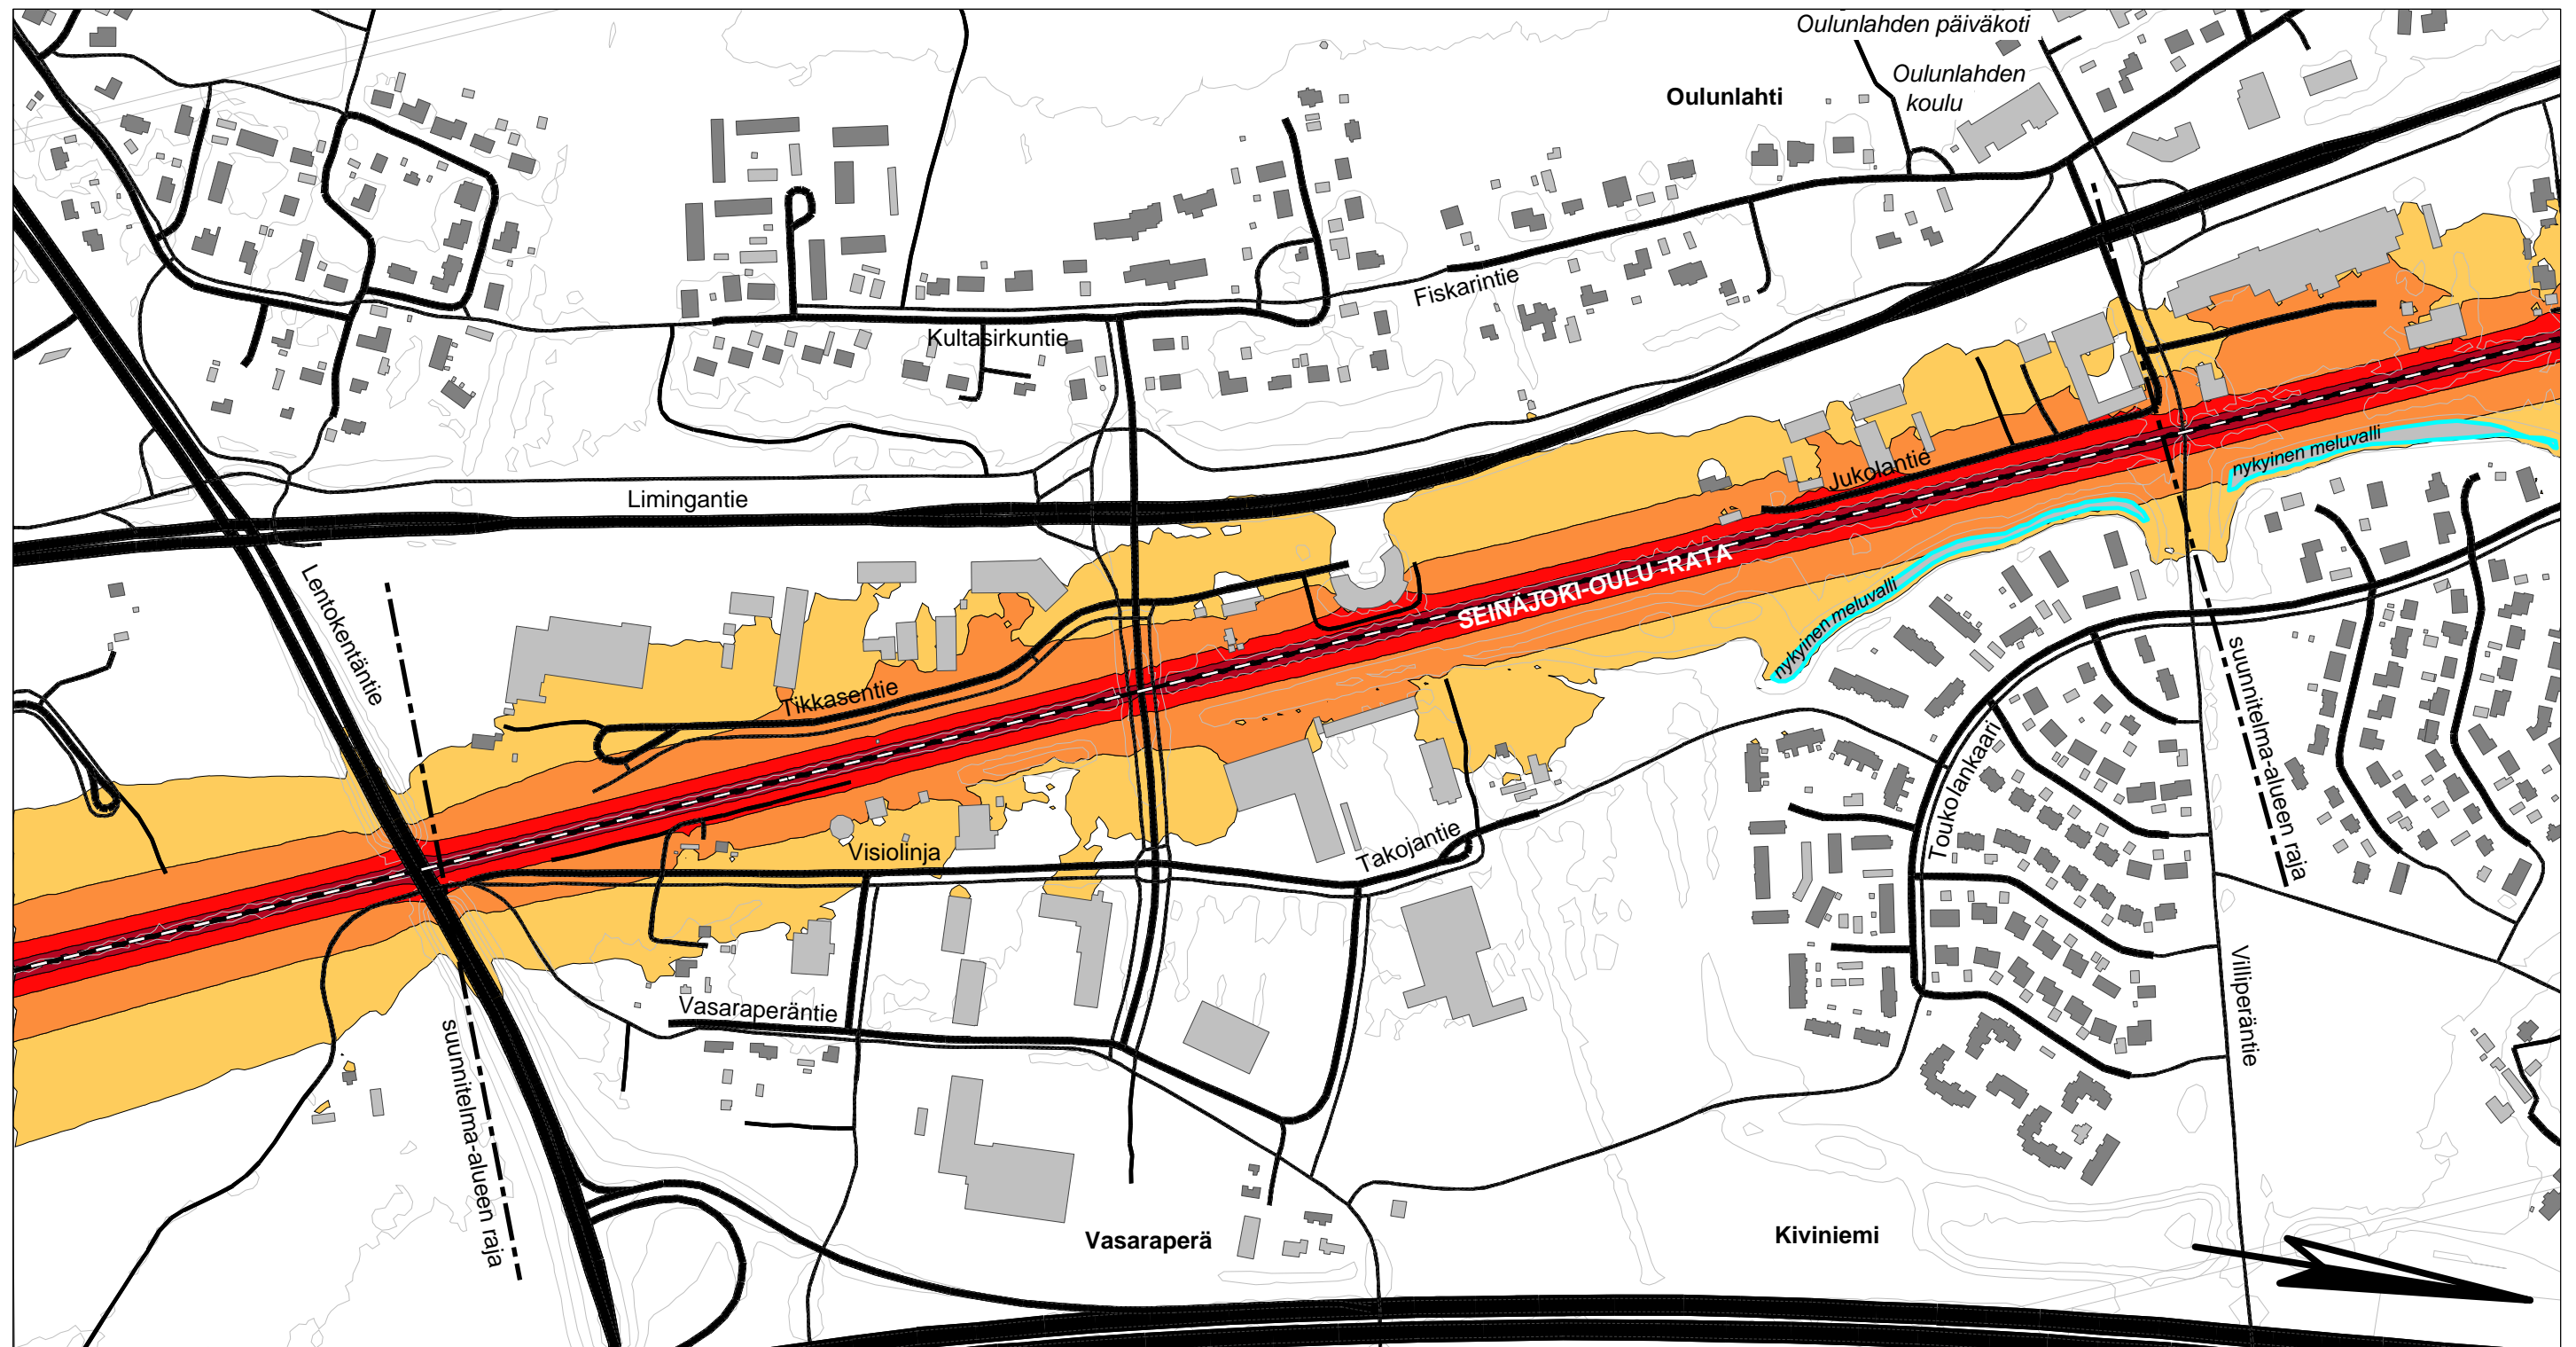 Oulunlahden päiväkoti
Oulunlahden
koulu
Oulunlahti
Fiskarintie
Kultasirkuntie
Limingantie
Jukolantie
nykyinen meluvalli
SEINÄJOKI-OULU -RATA
nykyinen meluvalli
Lentokentäntie
Tikkasentie
suunnitelma-alueen raja
Toukolankaari
Takojantie
Visiolinja
Vasaraperäntie
Villiperäntie
suunnitelma-alueen raja
Vasaraperä
Kiviniemi